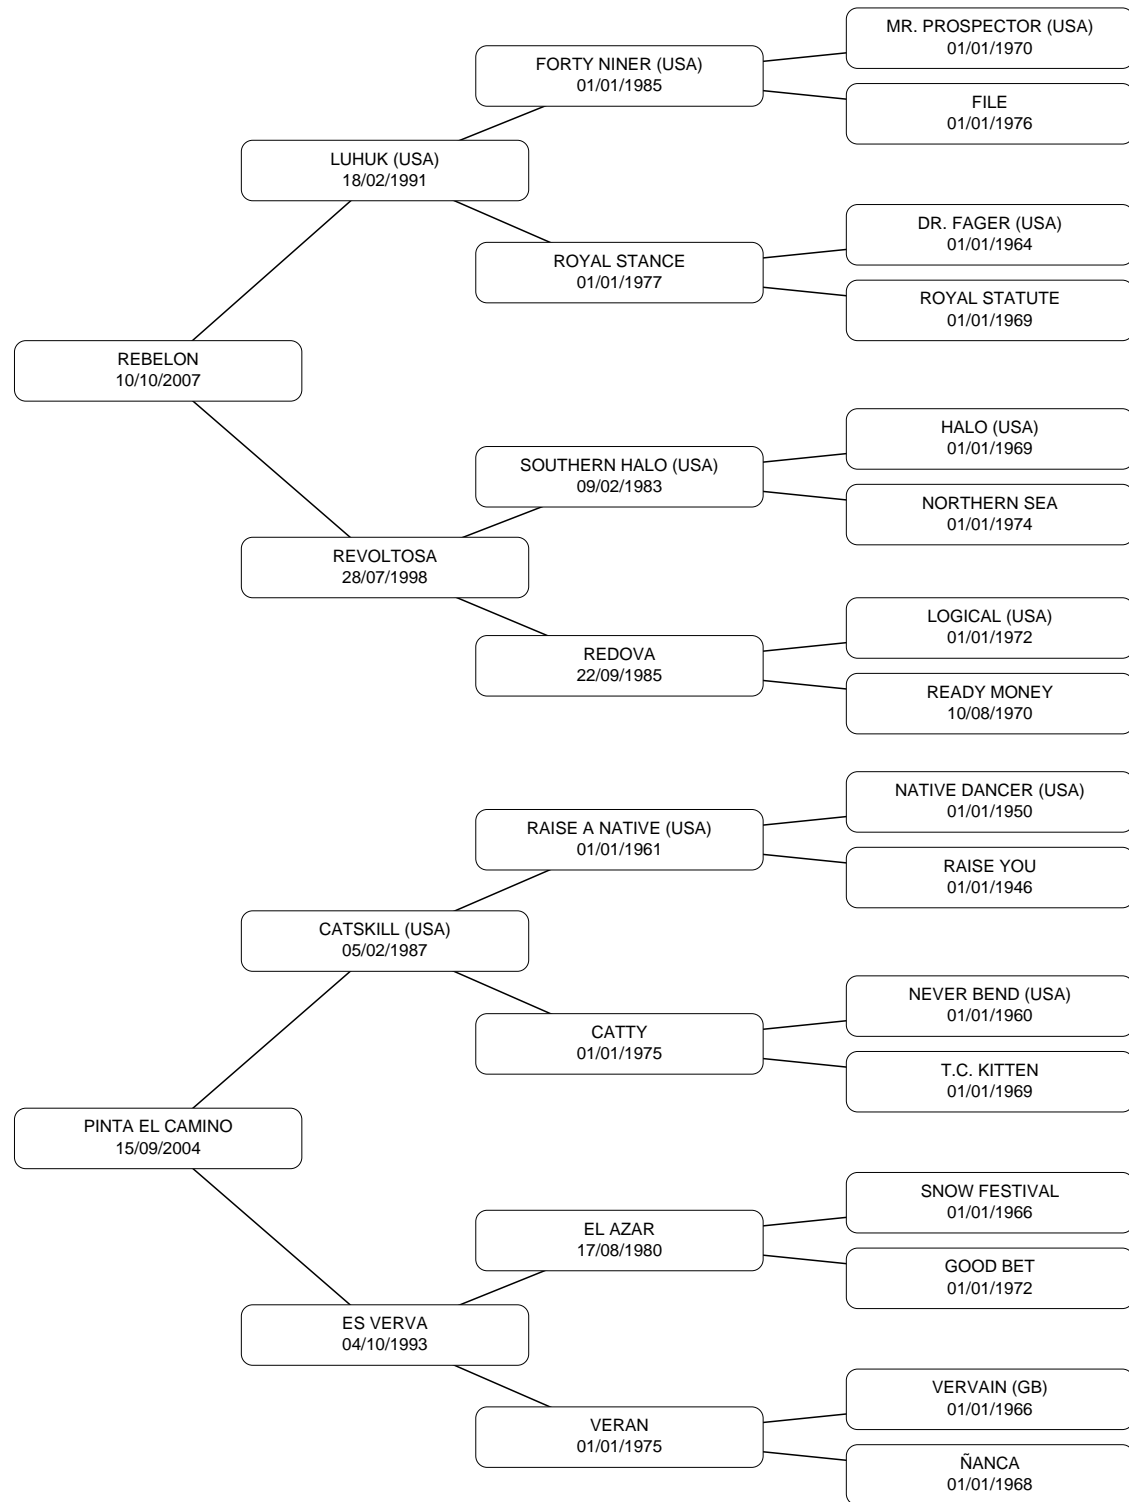 MR. PROSPECTOR (USA)
01/01/1970
FORTY NINER (USA)
01/01/1985
FILE
01/01/1976
LUHUK (USA)
18/02/1991
DR. FAGER (USA)
01/01/1964
ROYAL STANCE
01/01/1977
ROYAL STATUTE
01/01/1969
REBELON
10/10/2007
HALO (USA)
01/01/1969
SOUTHERN HALO (USA)
09/02/1983
NORTHERN SEA
01/01/1974
REVOLTOSA
28/07/1998
LOGICAL (USA)
01/01/1972
REDOVA
22/09/1985
READY MONEY
10/08/1970
NATIVE DANCER (USA)
01/01/1950
RAISE A NATIVE (USA)
01/01/1961
RAISE YOU
01/01/1946
CATSKILL (USA)
05/02/1987
NEVER BEND (USA)
01/01/1960
CATTY
01/01/1975
T.C. KITTEN
01/01/1969
PINTA EL CAMINO
15/09/2004
SNOW FESTIVAL
01/01/1966
EL AZAR
17/08/1980
GOOD BET
01/01/1972
ES VERVA
04/10/1993
VERVAIN (GB)
01/01/1966
VERAN
01/01/1975
ÑANCA
01/01/1968